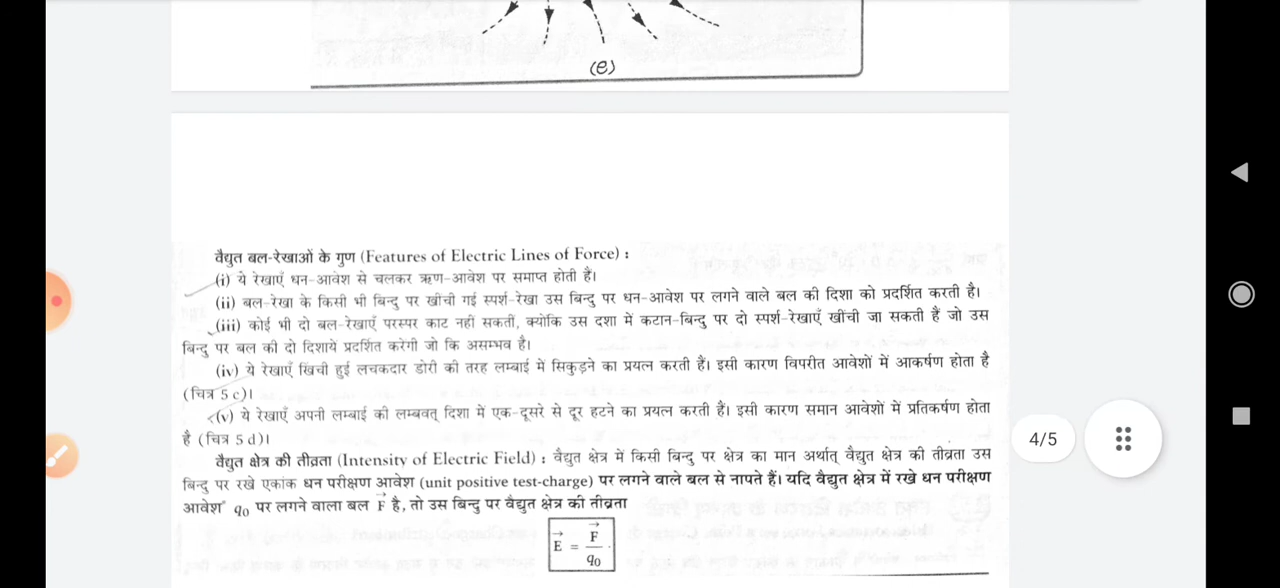 (e)
वैद्युत बल-रेखाओं के गुण (Features of Electric Lines of Force) :
(i) ये रेखाएँ धन-आवेश से चलकर ऋण-आवेश पर समाप्त होती हैं।
(ii) बल-रेखा के किसी भी बिन्दु पर खींची गई स्पर्श-रेखा उस बिन्दु पर धन-आवेश पर लगने वाले बल की दिशा को प्रदर्शित करती है।
(iii) कोई भी दो बल-रेखाएँ परस्पर काट नहीं सकतीं, क्योंकि उस दशा में कटान-बिन्दु पर दो स्पर्श-रेखाएँ खींची जा सकती हैं जो उस
बिन्दु पर बल की दो दिशायें प्रदर्शित करेगी जो कि असम्भव है।
(iv) ये रेखाएँ खिची हुई लचकदार डोरी की तरह लम्बाई में सिकुड़ने का प्रयत्न करती हैं। इसी कारण विपरीत आवेशों में आकर्षण होता है
(चित्र 5 c)।
(v) ये रेखाएँ अपनी लम्बाई की लम्बवत् दिशा में एक-दूसरे से दूर हटने का प्रयत्न करती हैं। इसी कारण समान आवेशों में प्रतिकर्षण होता
है (चित्र 5 d)।
वैद्युत क्षेत्र की तीव्रता (Intensity of Electric Field) : वैद्युत क्षेत्र में किसी बिन्दु पर क्षेत्र का मान अर्थात् वैद्युत क्षेत्र की तीव्रता उस
बिन्दु पर रखे एकांक धन परीक्षण आवेश (unit positive test-charge) पर लगने वाले बल से नापते हैं। यदि वैद्युत क्षेत्र में रखे धन परीक्षण
आवेश q₀ पर लगने वाला बल F⃗ है, तो उस बिन्दु पर वैद्युत क्षेत्र की तीव्रता
E⃗ = F⃗ / q₀
4/5